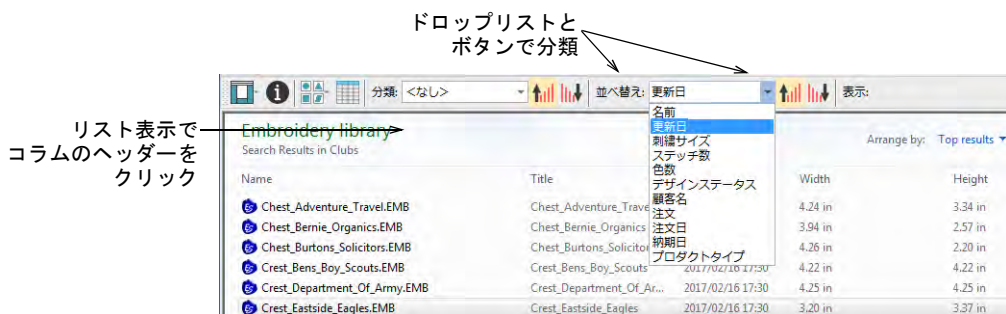 ドロップリストと
ボタンで分類
分類: <なし>
並べ替え: 更新日
表示:
リスト表示で
コラムのヘッダーを
クリック
名前
更新日
刺繍サイズ
ステッチ数
色数
デザインステータス
顧客名
注文
注文日
納期日
プロダクトタイプ
Embroidery library
Search Results in Clubs
Arrange by: Top results
Name Title Width Height
Chest_Adventure_Travel.EMB Chest_Adventure_Trave 4.24 in 3.34 in
Chest_Bernie_Organics.EMB Chest_Bernie_Organics 3.94 in 2.57 in
Chest_Burtons_Solicitors.EMB Chest_Burtons_Solicitor 4.26 in 2.20 in
Crest_Bens_Boy_Scouts.EMB Crest_Bens_Boy_Scouts 2017/02/16 17:30 4.22 in 4.22 in
Crest_Department_Of_Army.EMB Crest_Department_Of_Ar... 2017/02/16 17:30 4.25 in 4.25 in
Crest_Eastside_Eagles.EMB Crest_Eastside_Eagles 2017/02/16 17:30 3.20 in 3.37 in